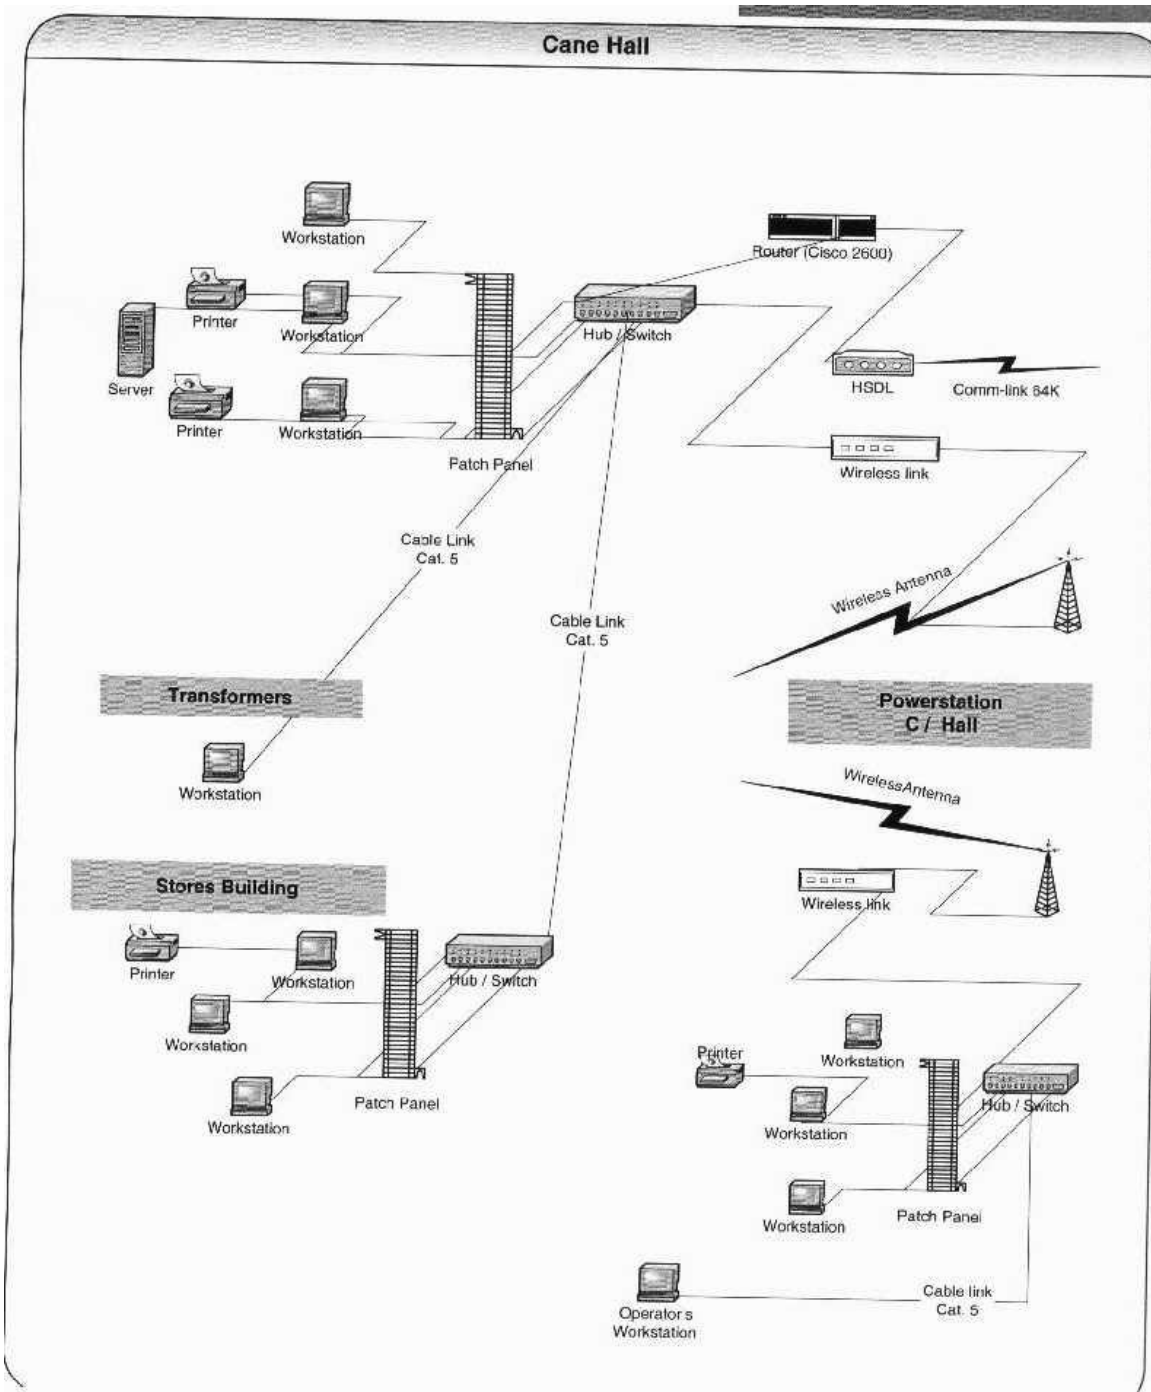 Cane Hall
Workstation
Router (Cisco 2600)
Printer
Workstation
Hub / Switch
Server
HSDL
Comm-link 64K
Printer
Workstation
Patch Panel
Wireless link
Cable Link
Cat. 5
Wireless Antenna
Cable Link
Cat. 5
Transformers
Powerstation
C / Hall
Workstation
WirelessAntenna
Stores Building
Wireless link
Printer
Workstation
Hub / Switch
Workstation
Printer
Workstation
Patch Panel
Hub / Switch
Workstation
Workstation
Workstation
Patch Panel
Cable link
Cat. 5
Operator's
Workstation